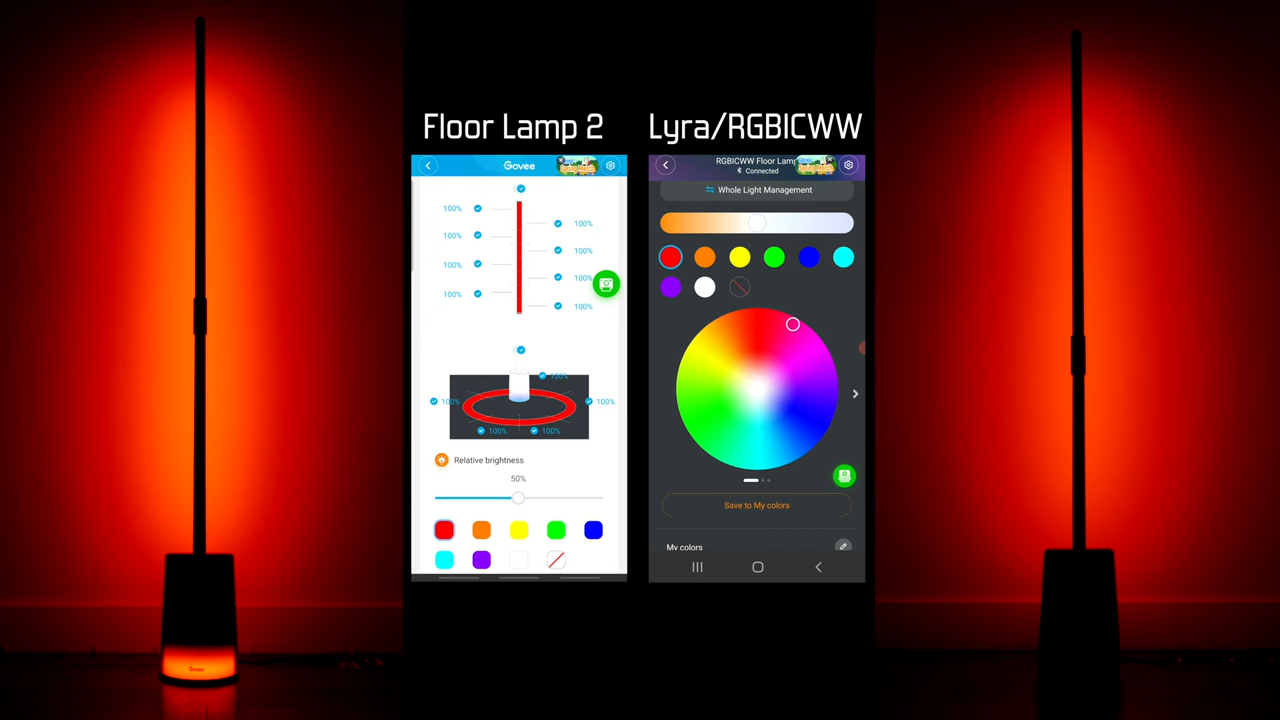 Floor Lamp 2
Govee
100%
100%
100%
100%
100%
100%
100%
100%
100%
100%
100%
100%
100%
Relative brightness
50%
Lyra/RGBICWW
RGBICWW Floor Lamp
Connected
Whole Light Management
Save to My colors
My colors
Govee